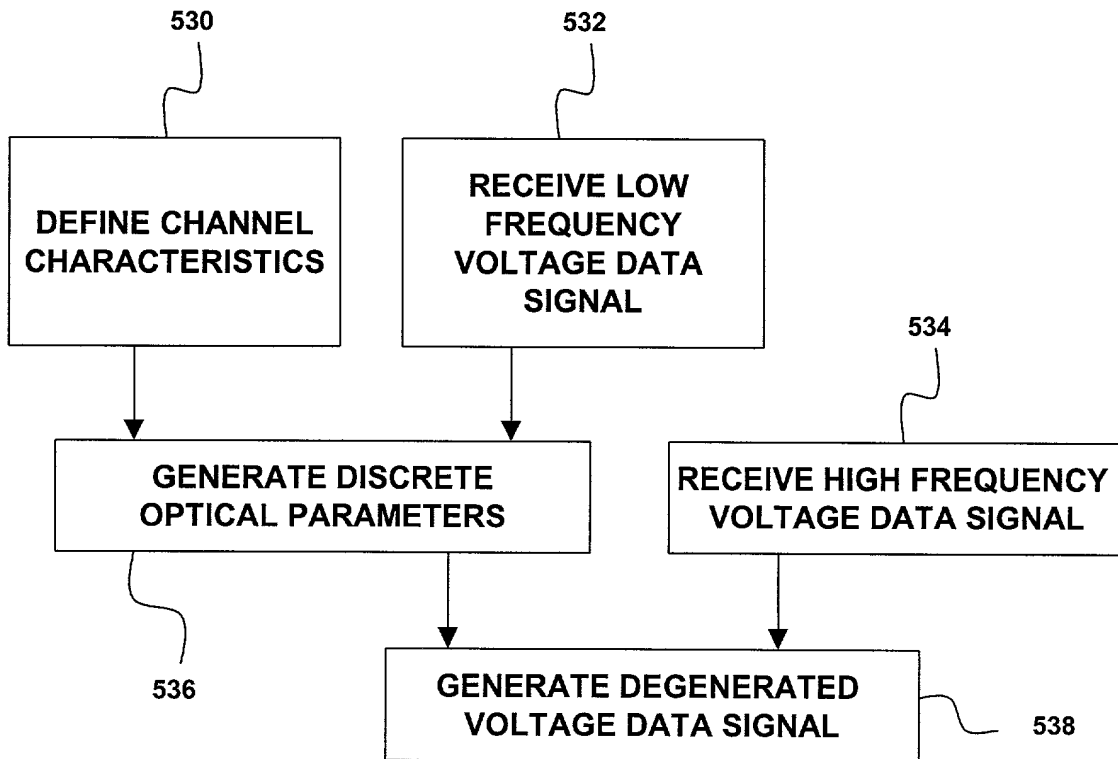 530
532
DEFINE CHANNEL
CHARACTERISTICS
RECEIVE LOW
FREQUENCY
VOLTAGE DATA
SIGNAL
534
GENERATE DISCRETE
OPTICAL PARAMETERS
RECEIVE HIGH FREQUENCY
VOLTAGE DATA SIGNAL
536
GENERATE DEGENERATED
VOLTAGE DATA SIGNAL
538